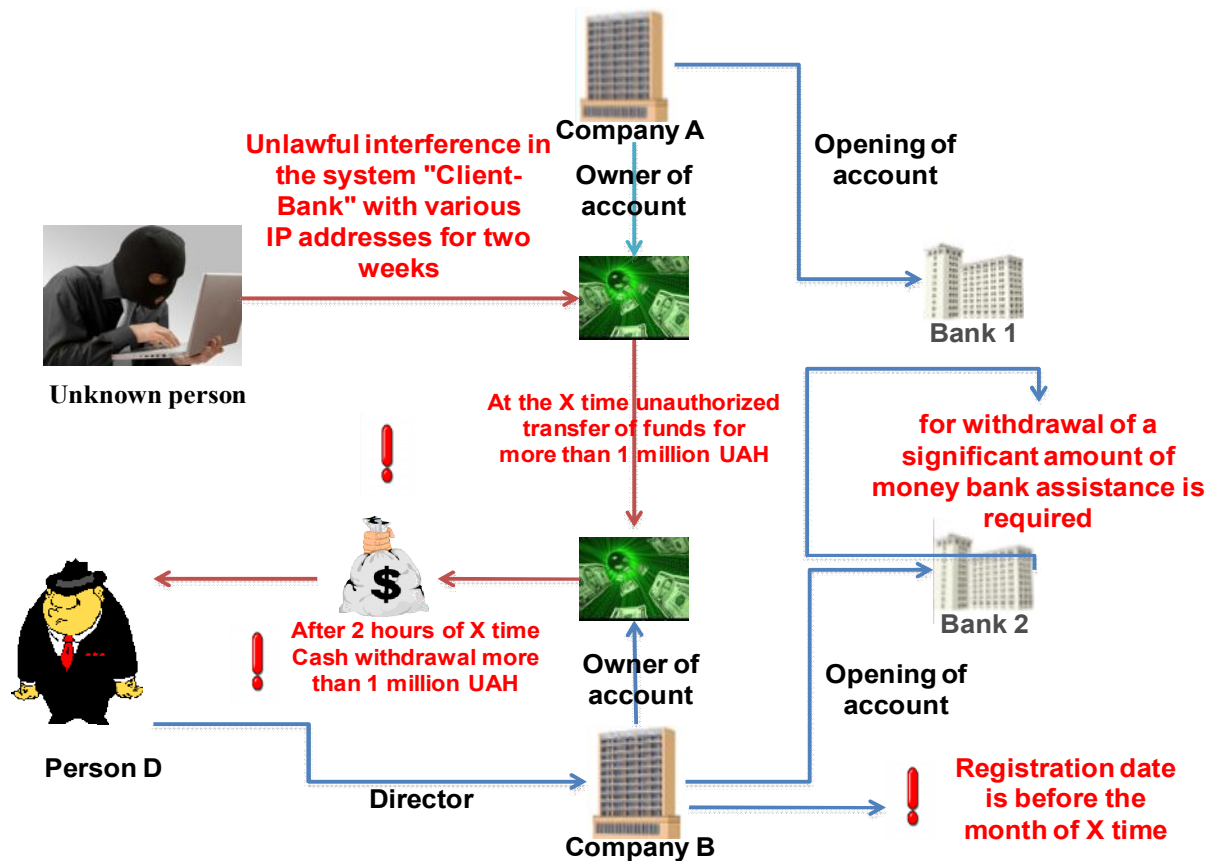 Company A
Unlawful interference in
the system "Client-
Bank" with various
IP addresses for two
weeks
Owner of
account
Opening of
account
Bank 1
Unknown person
At the X time unauthorized
transfer of funds for
more than 1 million UAH
for withdrawal of a
significant amount of
money bank assistance is
required
$
Bank 2
After 2 hours of X time
Cash withdrawal more
than 1 million UAH
Owner of
account
Opening of
account
Person D
Director
Company B
Registration date
is before the
month of X time